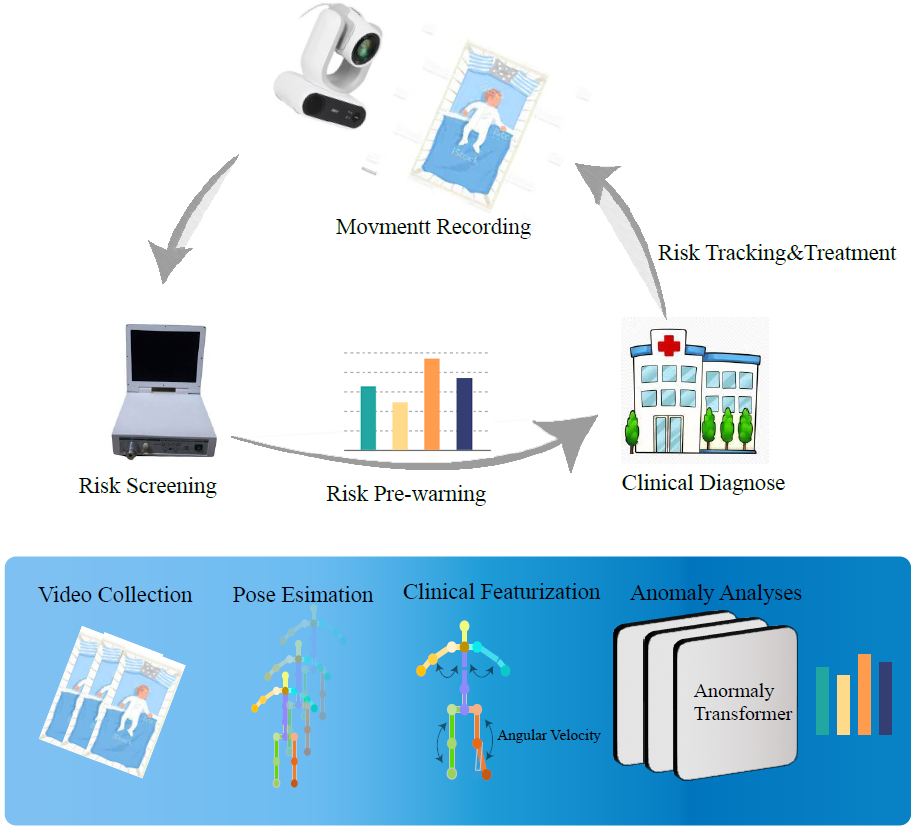 Movmentt Recording
Risk Tracking&Treatment
Risk Screening
Risk Pre-warning
Clinical Diagnose
Video Collection
Pose Esimation
Clinical Featurization
Anomaly Analyses
Angular Velocity
Anormaly
Transformer